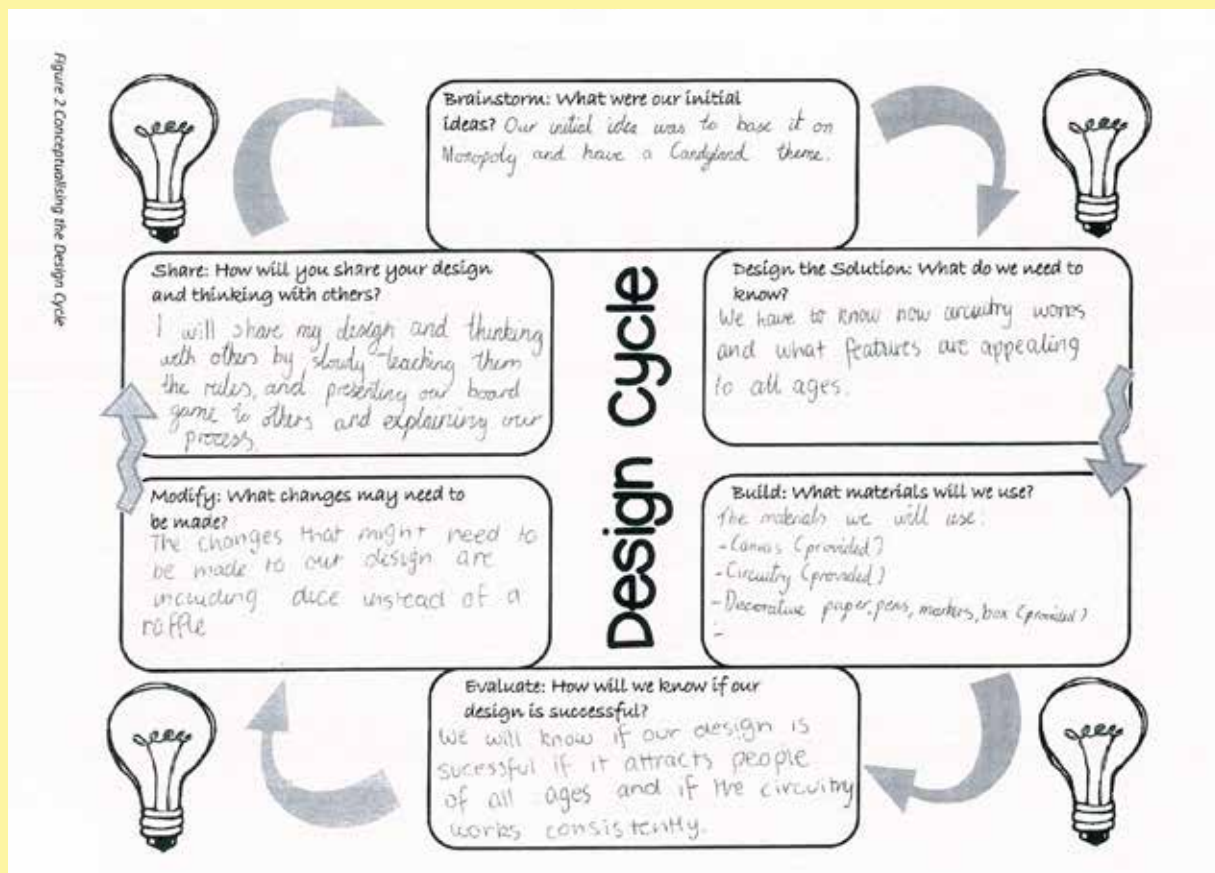 Figure 2 Conceptualising the Design Cycle
Brainstorm: What were our initial
ideas? Our initial idea was to base it on
Monopoly and have a Candyland theme.
Design the Solution: What do we need to
know?
We have to know how circuitry works
and what features are appealing
to all ages.
Build: What materials will we use?
The materials we will use:
- Canvas (provided)
- Circuitry (provided)
- Decorative paper, pens, markers, box (provided)
-
Evaluate: How will we know if our
design is successful?
We will know if our design is
sucessful if it attracts people
of all ages and if the circuitry
works consistently.
Modify: What changes may need to
be made?
The changes that might need to
be made to our design are
including dice instead of a
raffle
Share: How will you share your design
and thinking with others?
I will share my design and thinking
with others by slowly teaching them
the rules, and presenting our board
game to others and explaining our
process.
Design Cycle